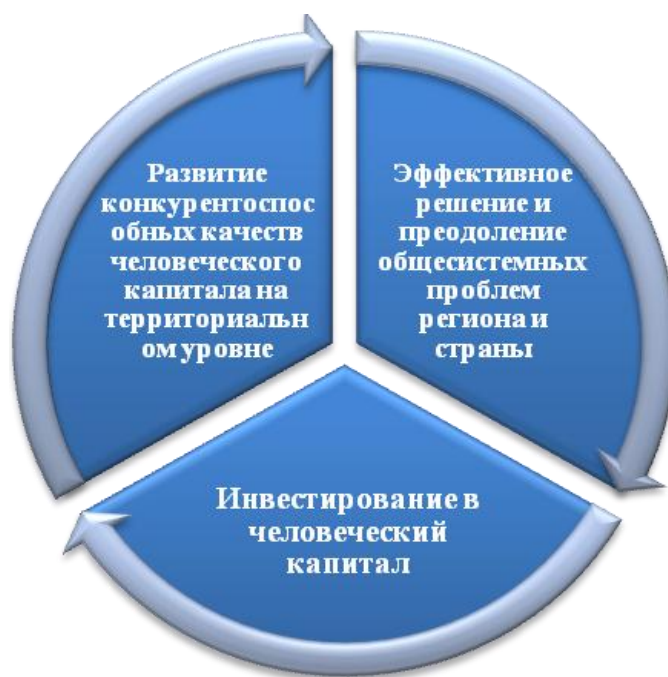 Развитие
конкурентоспос
обных качеств
человеческого
капитала на
территориальн
ом уровне
Эффективное
решение и
преодоление
общесистемных
проблем
региона и
страны
Инвестирование в
человеческий
капитал